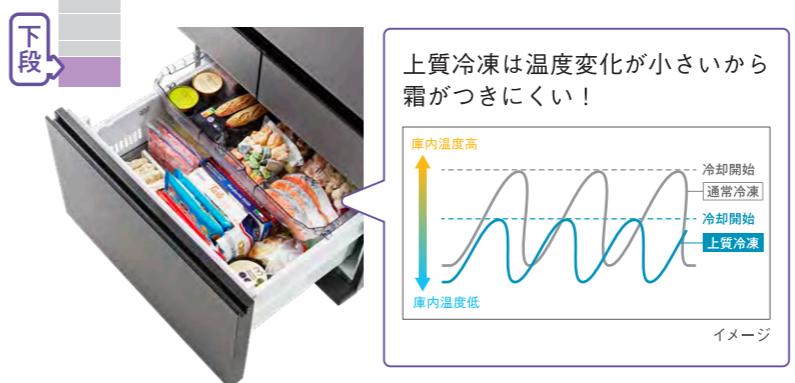 下段
上質冷凍は温度変化が小さいから
霜がつきにくい！
庫内温度高
冷却開始
通常冷凍
冷却開始
上質冷凍
庫内温度低
イメージ